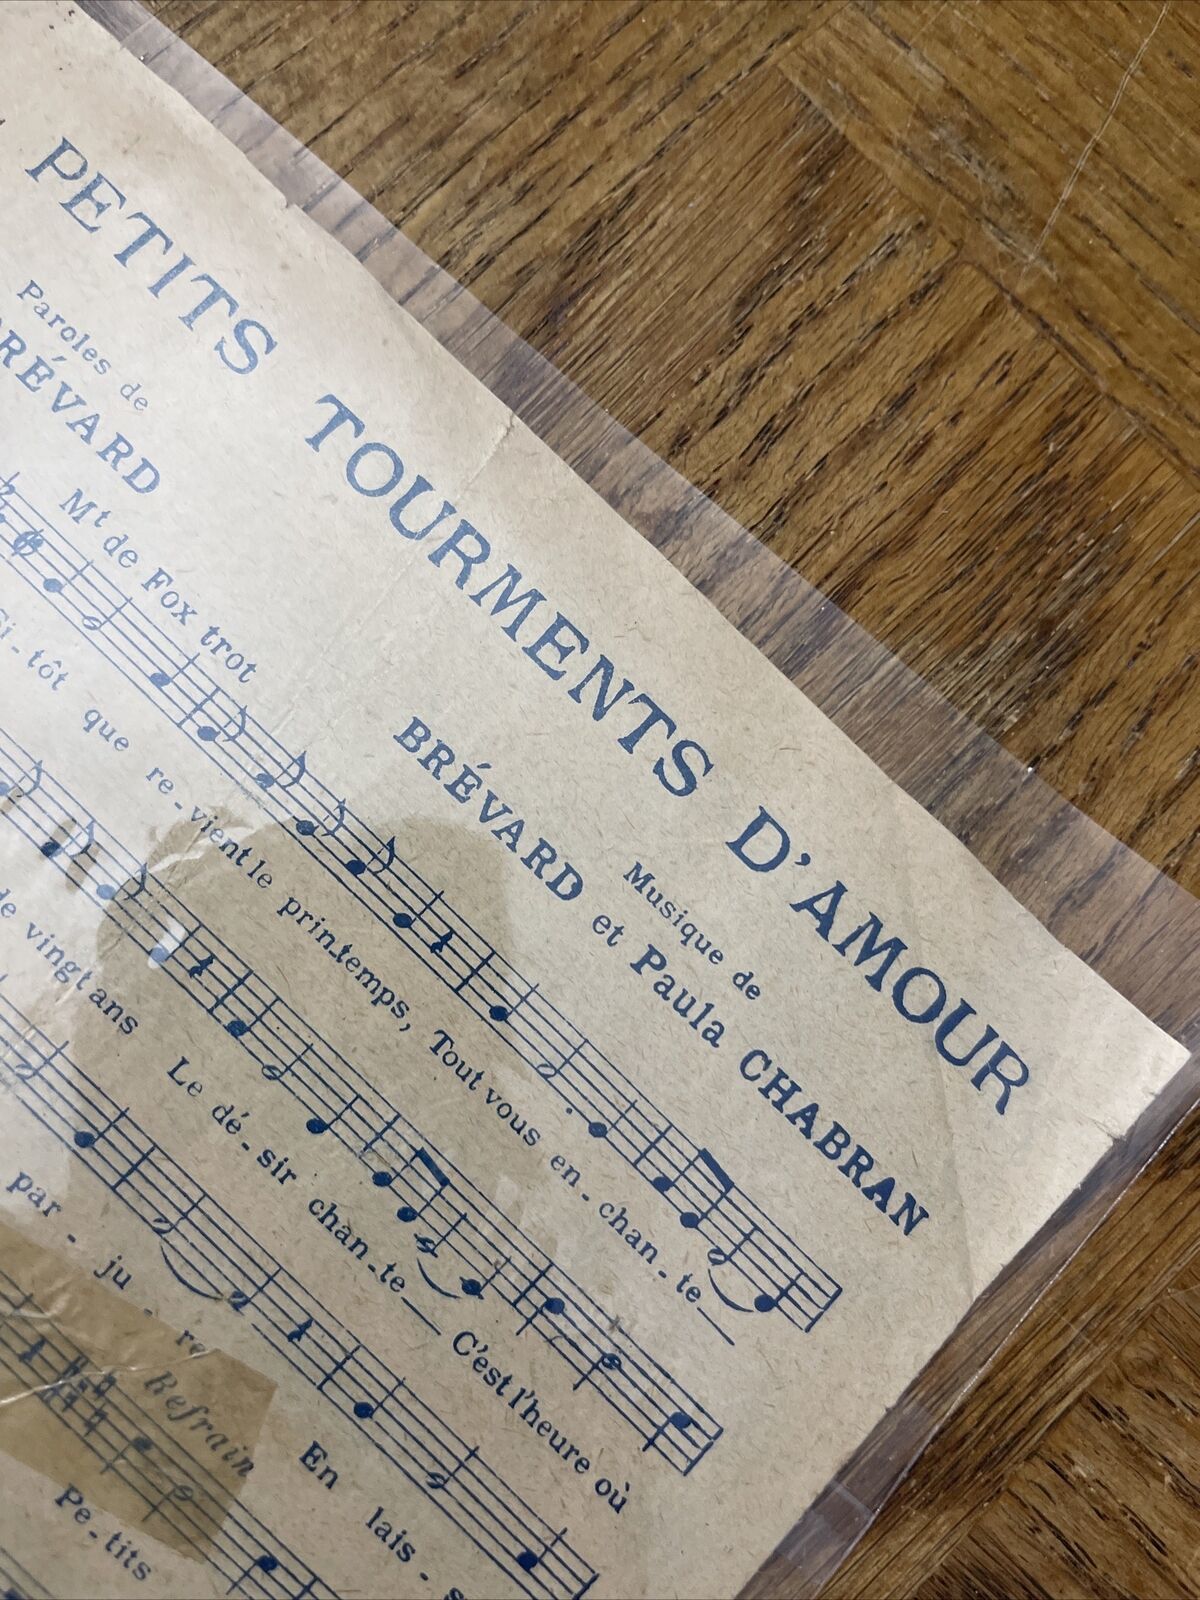 PETITS TOURMENTS D'AMOUR
Paroles de
Musique de
BRÉVARD et Paula CHABRAN
Mt de Fox trot
Si-tôt que re-vient le prin-temps, Tout vous en-chan-te
de vingt ans Le dé-sir chan-te C'est l'heure où
par-ju-re En lais-
Refrain
Pe-tits